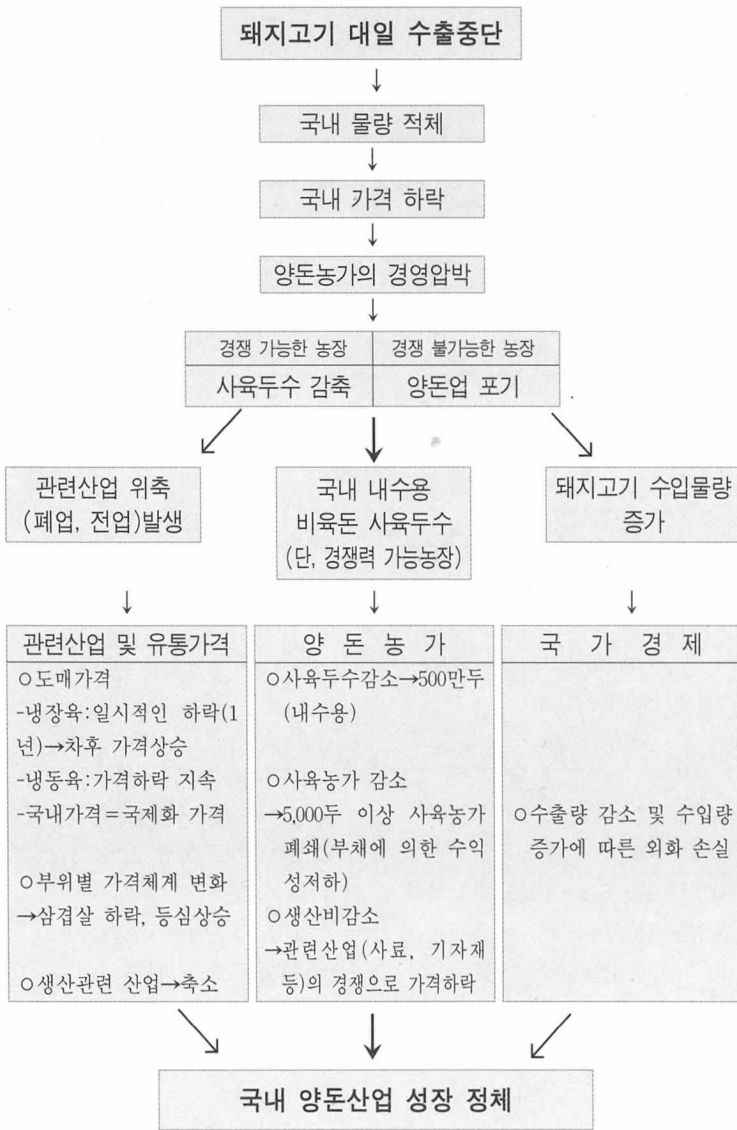 돼지고기 대일 수출중단
↓
국내 물량 적체
↓
국내 가격 하락
↓
양돈농가의 경영압박
↓
경쟁 가능한 농장
사육두수 감축
경쟁 불가능한 농장
양돈업 포기
관련산업 위축
(폐업, 전업)발생
국내 내수용
비육돈 사육두수
(단, 경쟁력 가능농장)
돼지고기 수입물량
증가
↓ ↓ ↓
관련산업 및 유통가격
○도매가격
-냉장육:일시적인 하락(1
년)→차후 가격상승
-냉동육:가격하락 지속
-국내가격=국제화 가격
○부위별 가격체계 변화
→삼겹살 하락, 등심상승
○생산관련 산업→축소
양 돈 농 가
○사육두수감소→500만두
(내수용)
○사육농가 감소
→5,000두 이상 사육농가
폐쇄(부채에 의한 수익
성저하)
○생산비감소
→관련산업(사료, 기자재
등)의 경쟁으로 가격하락
국 가 경 제
○수출량 감소 및 수입량
증가에 따른 외화 손실
국내 양돈산업 성장 정체